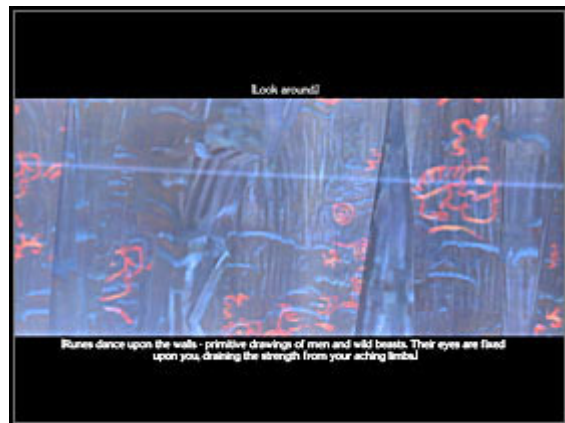 [Look around.]
[Runes dance upon the walls - primitive drawings of men and wild beasts. Their eyes are fixed
upon you, draining the strength from your aching limbs.]